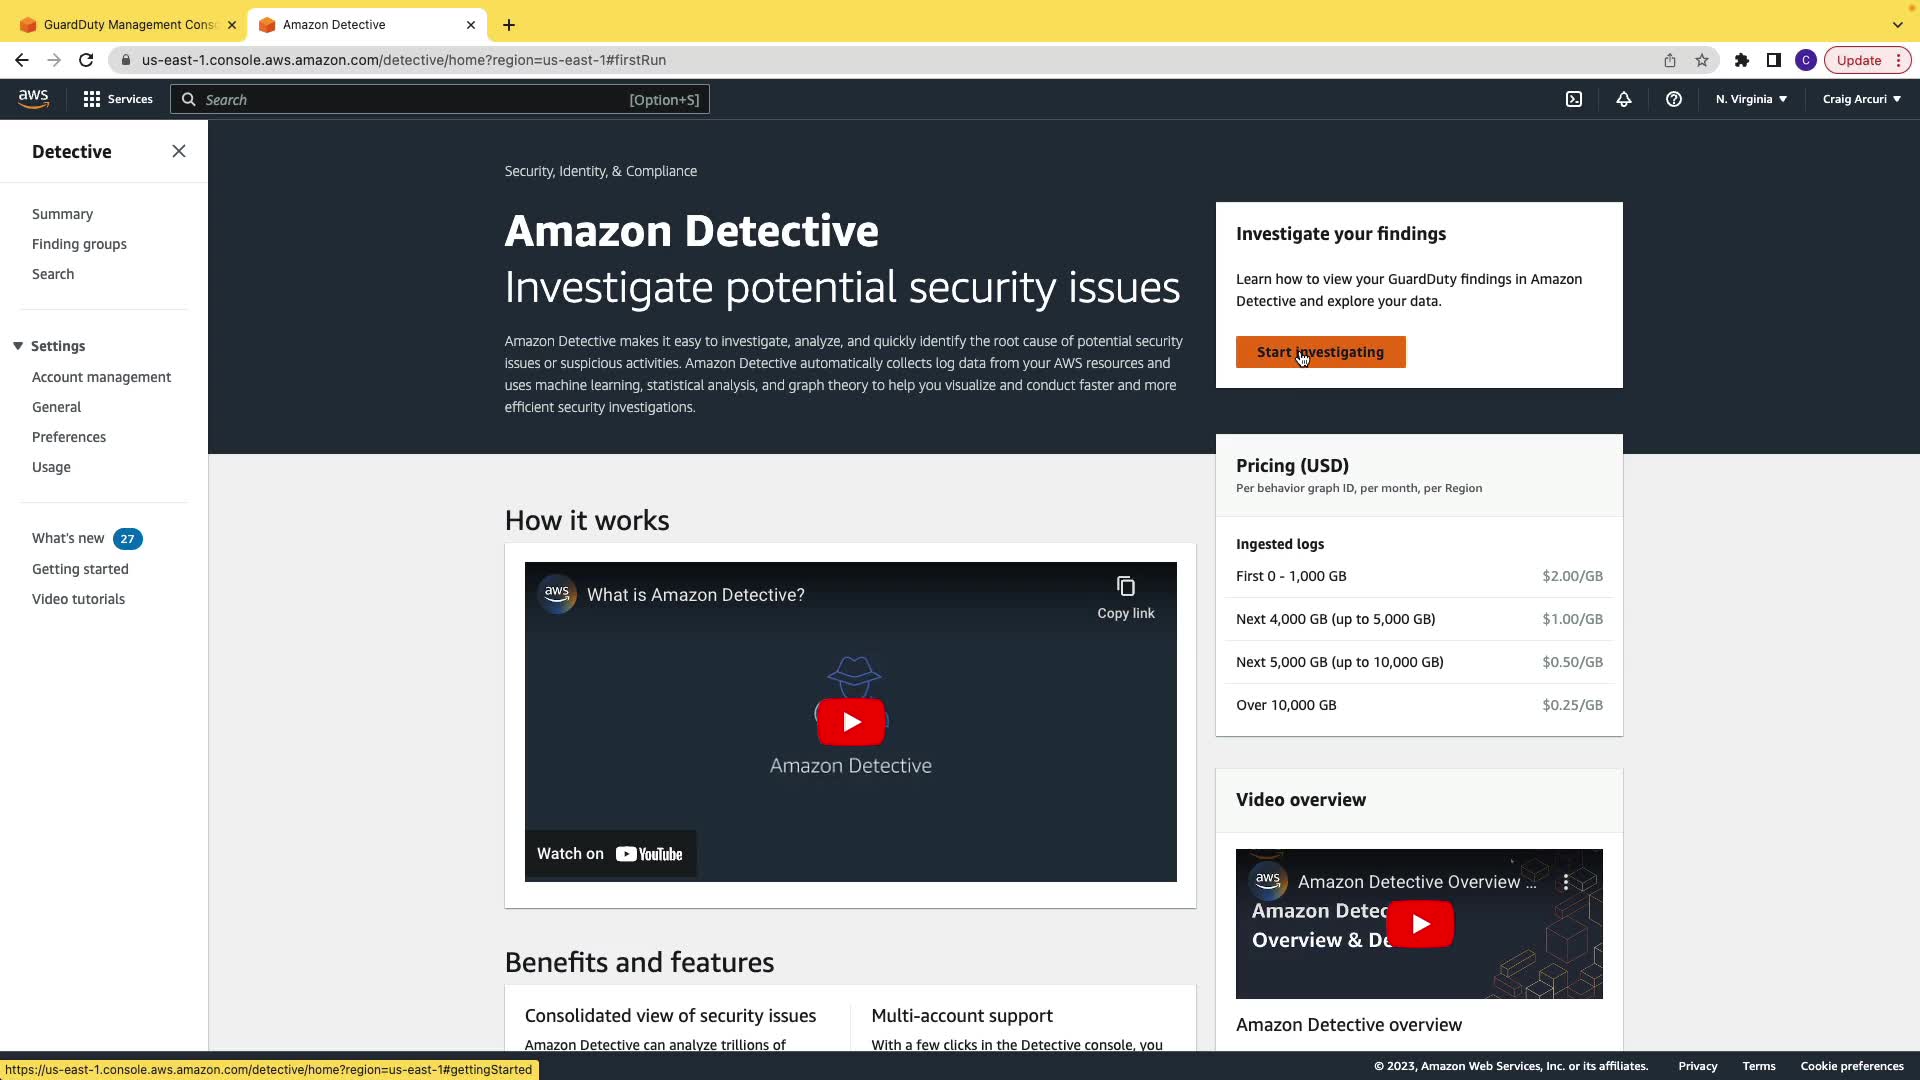 GuardDuty Management Conso
Amazon Detective
us-east-1.console.aws.amazon.com/detective/home?region=us-east-1#firstRun
C
Update
aws
Services
Search
[Option+S]
N. Virginia
Craig Arcuri
Detective
Summary
Finding groups
Search
Settings
Account management
General
Preferences
Usage
What's new 27
Getting started
Video tutorials
Security, Identity, & Compliance
Amazon Detective
Investigate potential security issues
Amazon Detective makes it easy to investigate, analyze, and quickly identify the root cause of potential security
issues or suspicious activities. Amazon Detective automatically collects log data from your AWS resources and
uses machine learning, statistical analysis, and graph theory to help you visualize and conduct faster and more
efficient security investigations.
Investigate your findings
Learn how to view your GuardDuty findings in Amazon
Detective and explore your data.
Start investigating
Pricing (USD)
Per behavior graph ID, per month, per Region
Ingested logs
First 0 - 1,000 GB $2.00/GB
Next 4,000 GB (up to 5,000 GB) $1.00/GB
Next 5,000 GB (up to 10,000 GB) $0.50/GB
Over 10,000 GB $0.25/GB
How it works
aws
What is Amazon Detective?
Copy link
Amazon Detective
Watch on YouTube
Video overview
aws
Amazon Detective Overview ...
Amazon Detec
Overview & De
Amazon Detective overview
Benefits and features
Consolidated view of security issues
Amazon Detective can analyze trillions of
Multi-account support
With a few clicks in the Detective console, you
https://us-east-1.console.aws.amazon.com/detective/home?region=us-east-1#gettingStarted
© 2023, Amazon Web Services, Inc. or its affiliates.
Privacy
Terms
Cookie preferences